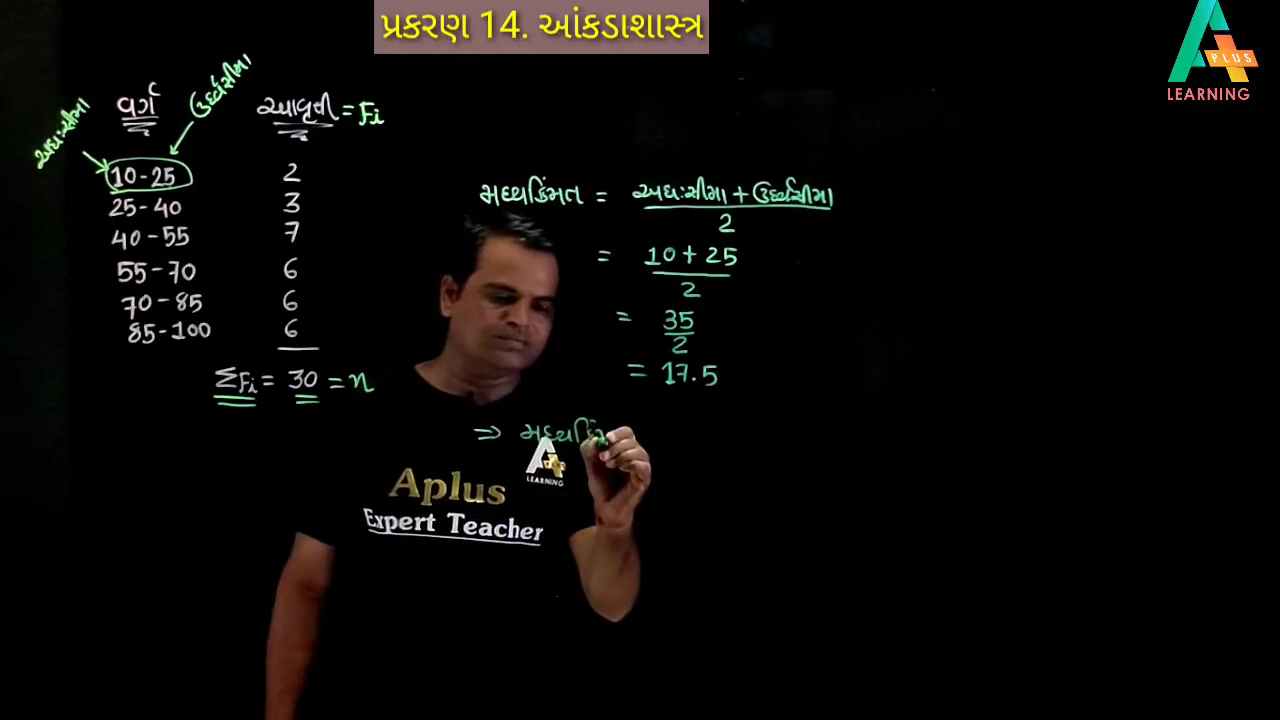 પ્રકરણ 14. આંકડાશાસ્ત્ર
A PLUS
LEARNING
અધઃસીમા
ઉર્ધ્વસીમા
વર્ગ આવૃત્તી = Fi
10-25 2
25-40 3
40-55 7
55-70 6
70-85 6
85-100 6
ΣFi = 30 = n
મધ્યકિંમત = અધઃસીમા + ઉર્ધ્વસીમા
2
= 10 + 25
2
= 35
2
= 17.5
⇒ મધ્યકિં
A+
LEARNING
Aplus
Expert Teacher